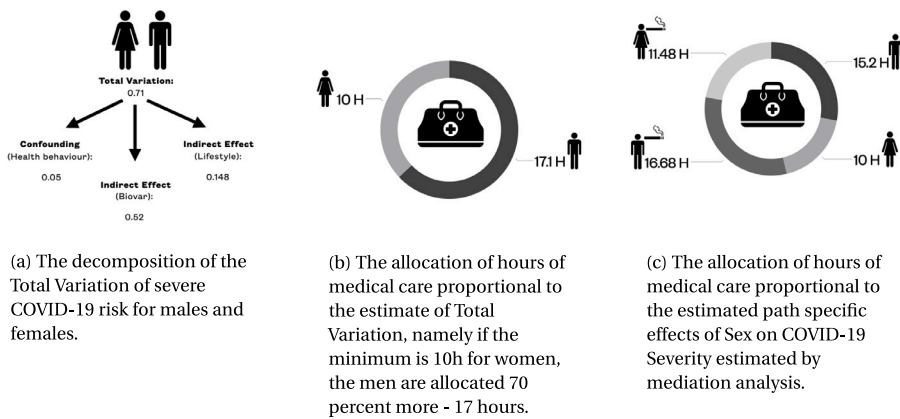 Total Variation:
0.71
Confounding
(Health behaviour):
0.05
Indirect Effect
(Biovar):
0.52
Indirect Effect
(Lifestyle):
0.148
10 H
17.1 H
11.48 H
15.2 H
16.68 H
10 H
(a) The decomposition of the
Total Variation of severe
COVID-19 risk for males and
females.
(b) The allocation of hours of
medical care proportional to
the estimate of Total
Variation, namely if the
minimum is 10h for women,
the men are allocated 70
percent more - 17 hours.
(c) The allocation of hours of
medical care proportional to
the estimated path specific
effects of Sex on COVID-19
Severity estimated by
mediation analysis.